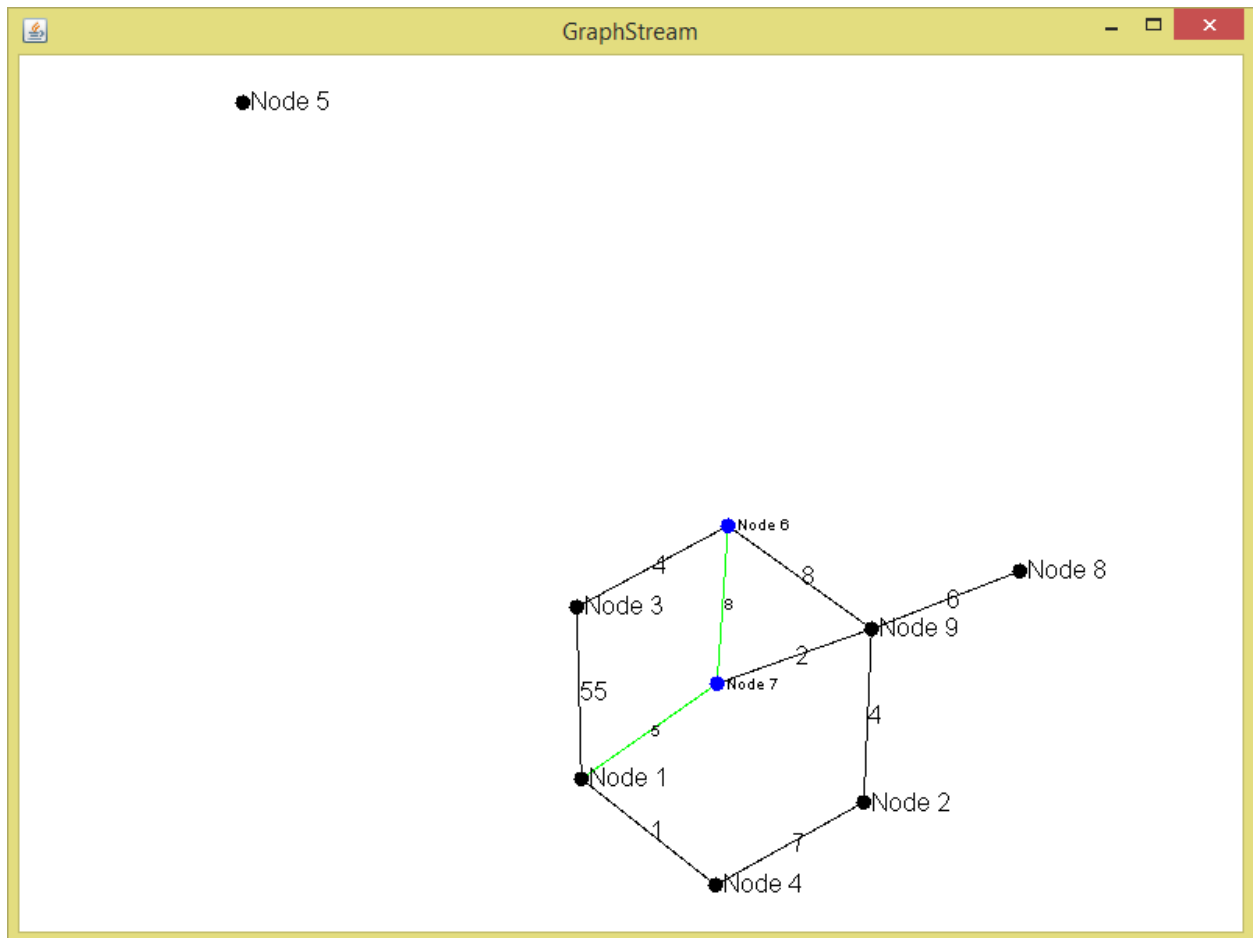 GraphStream
Node 5
Node 6
4
8
Node 8
6
8
Node 3
Node 9
2
Node 7
55
4
5
Node 1
Node 2
1
7
Node 4